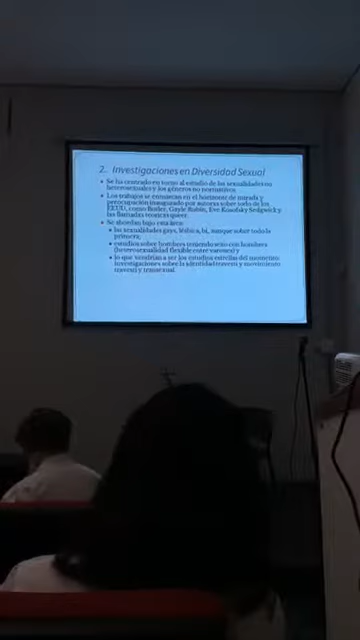 2. Investigaciones en Diversidad Sexual
• Se ha centrado en torno al estudio de las sexualidades no
heterosexuales y los géneros no normativos.
• Los trabajos se enmarcan en el horizonte de mirada y
preocupación inaugurado por autoras sobre todo de los
EEUU, como Butler, Gayle Rubin, Eve Kosofsky Sedgwick y
las llamadas teorías queer.
• Se abordan bajo esta área:
• las sexualidades gays, lésbica, bi, aunque sobre todo la
primera;
• estudios sobre hombres teniendo sexo con hombres
(heterosexualidad flexible entre varones) y
• lo que vendrían a ser los estudios estrella del momento:
investigaciones sobre la identidad travesti y movimiento
travesti y transexual.